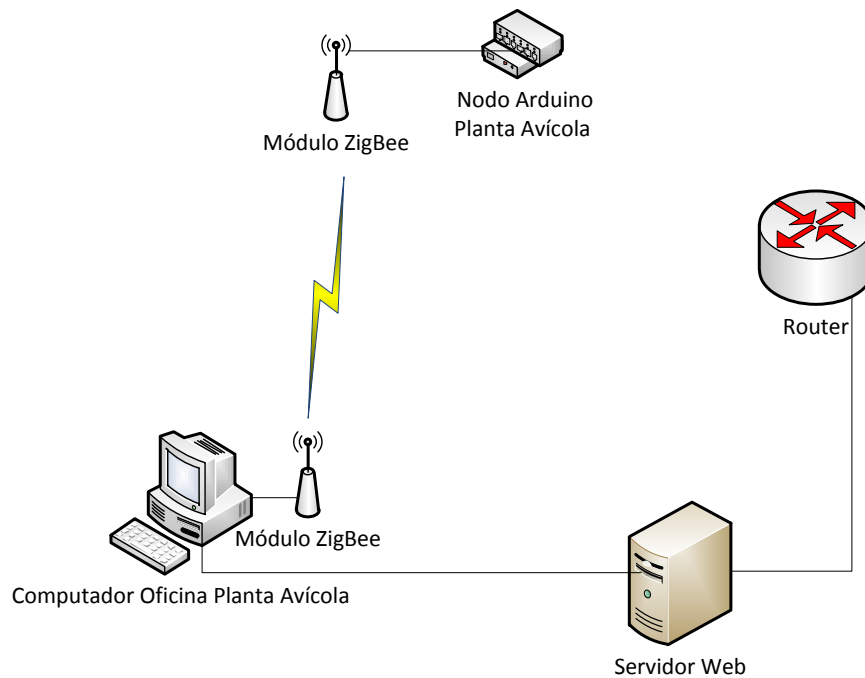 Nodo Arduino
Planta Avícola
Módulo ZigBee
Router
Módulo ZigBee
Computador Oficina Planta Avícola
Servidor Web